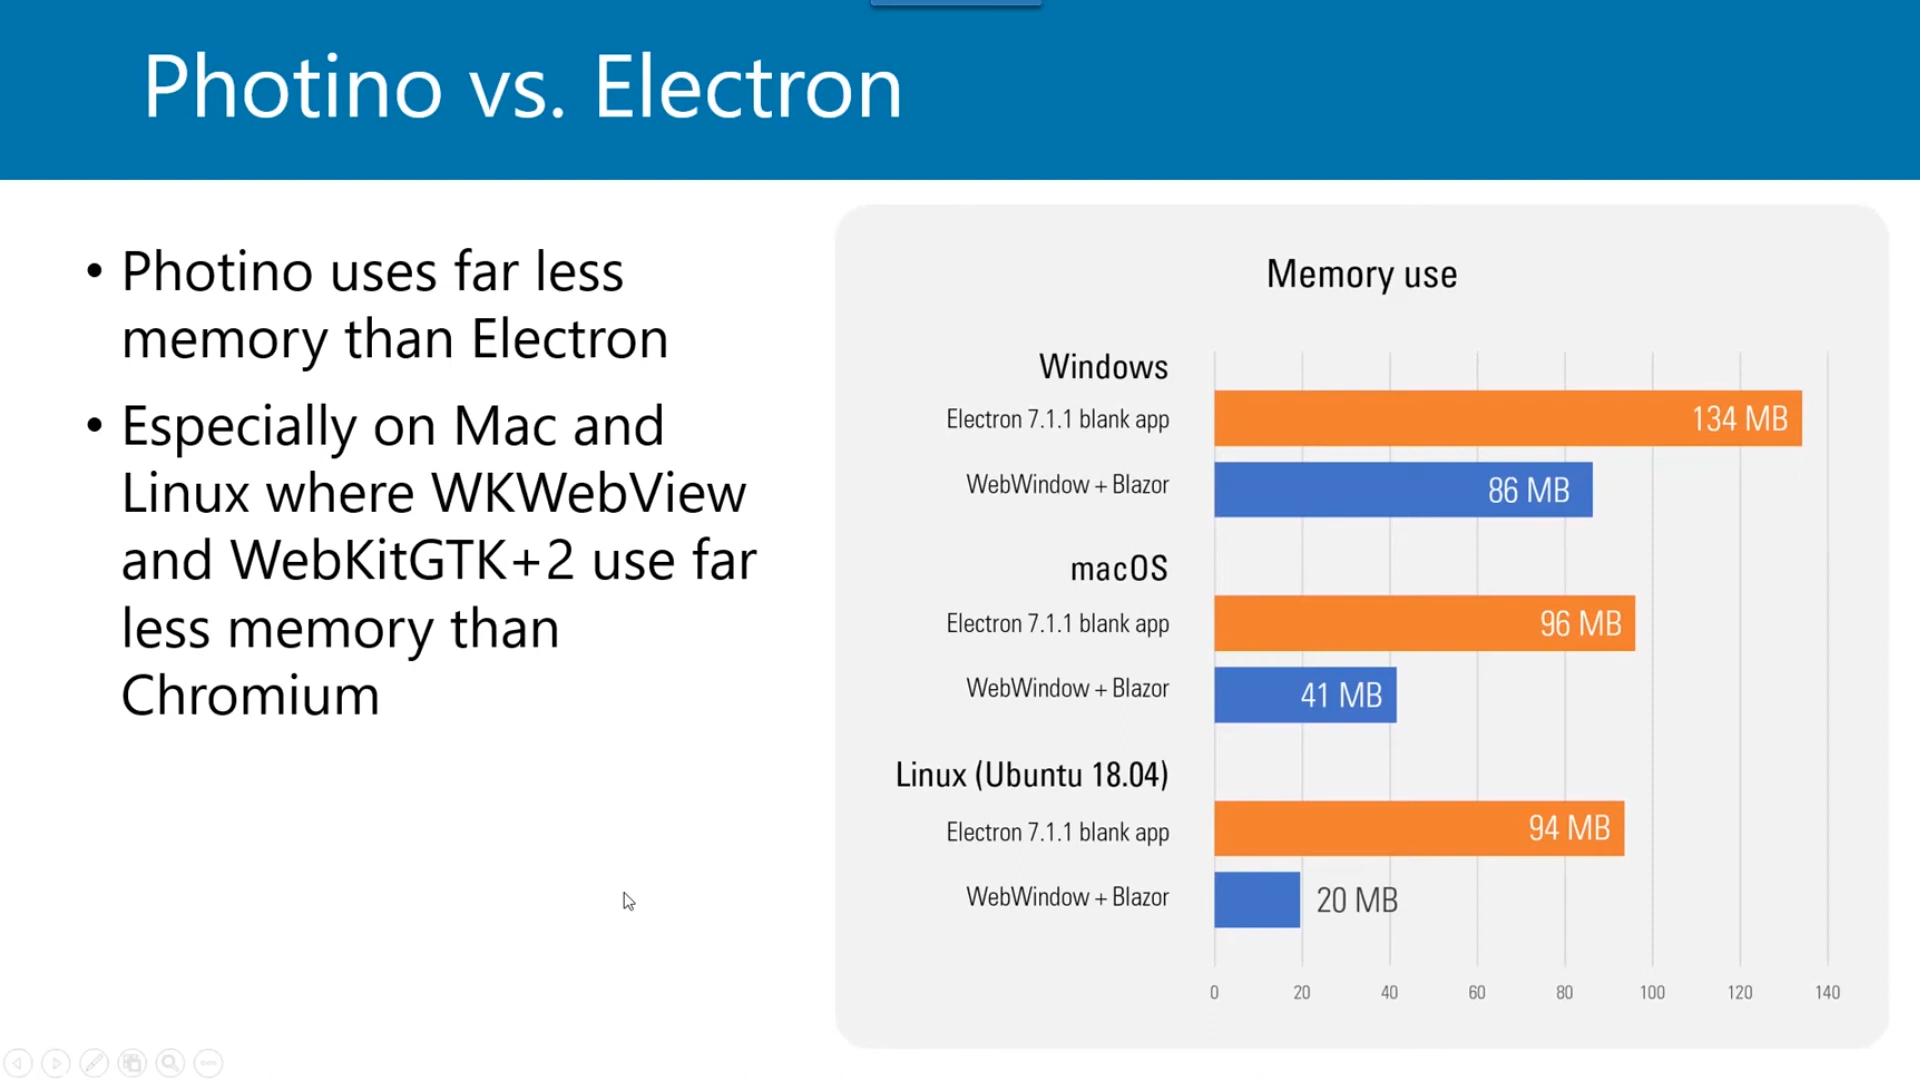 Photino vs. Electron
• Photino uses far less
memory than Electron
• Especially on Mac and
Linux where WKWebView
and WebKitGTK+2 use far
less memory than
Chromium
Memory use
Windows
Electron 7.1.1 blank app
134 MB
WebWindow + Blazor
86 MB
macOS
Electron 7.1.1 blank app
96 MB
WebWindow + Blazor
41 MB
Linux (Ubuntu 18.04)
Electron 7.1.1 blank app
94 MB
WebWindow + Blazor
20 MB
0 20 40 60 80 100 120 140